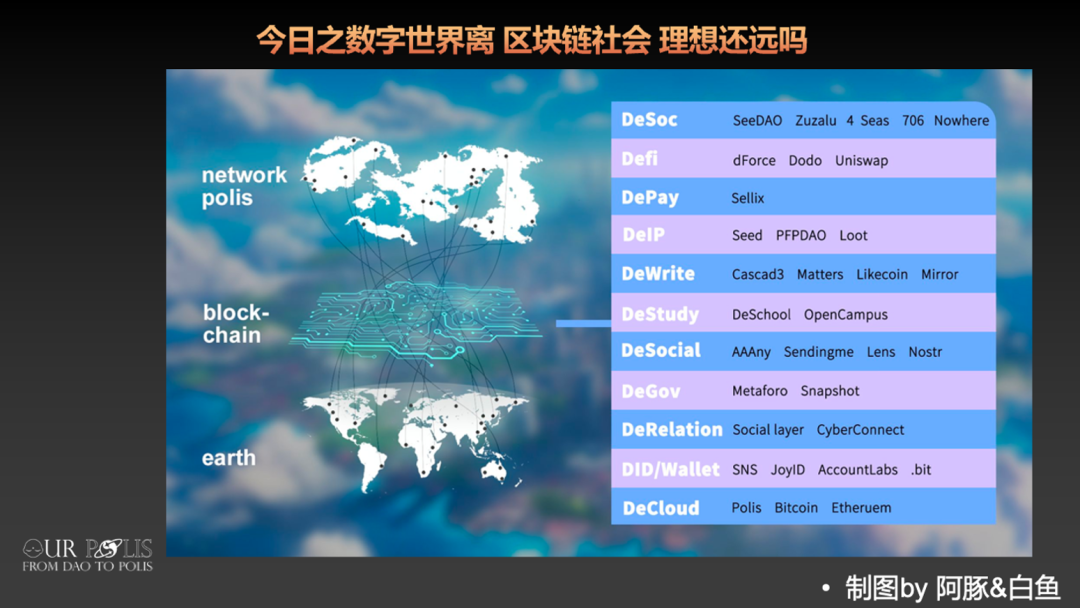 今日之数字世界离 区块链社会 理想还远吗
network
polis
block-
chain
earth
DeSoc SeeDAO Zuzalu 4 Seas 706 Nowhere
Defi dForce Dodo Uniswap
DePay Sellix
DeIP Seed PFPDAO Loot
DeWrite Cascad3 Matters Likecoin Mirror
DeStudy DeSchool OpenCampus
DeSocial AAAny Sendingme Lens Nostr
DeGov Metaforo Snapshot
DeRelation Social layer CyberConnect
DID/Wallet SNS JoyID AccountLabs .bit
DeCloud Polis Bitcoin Etheruem
OUR POLIS
FROM DAO TO POLIS
• 制图by 阿豚&白鱼